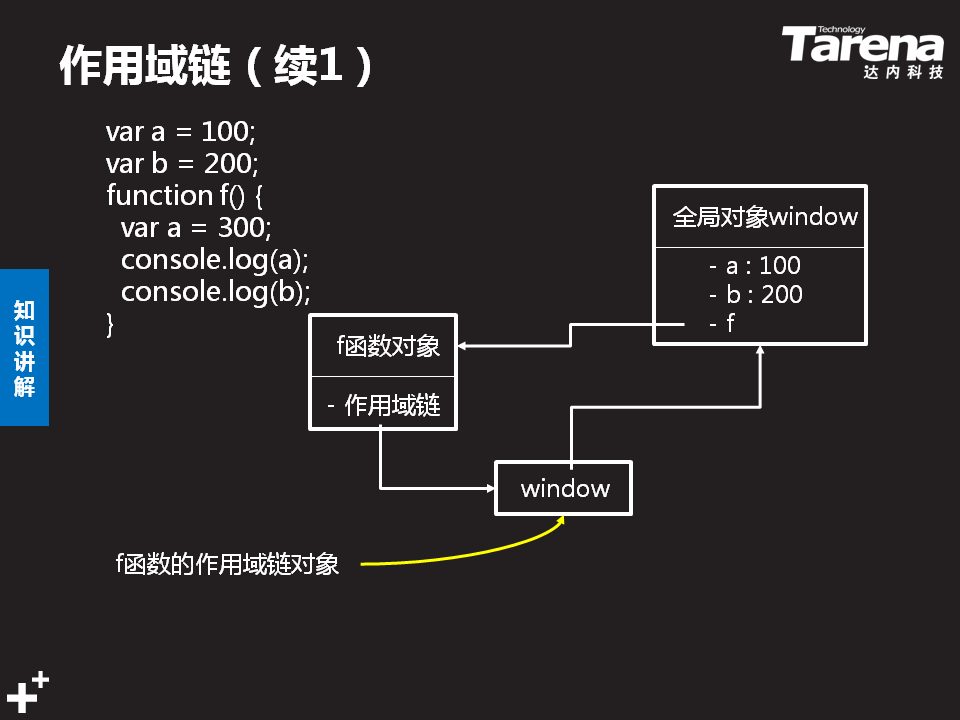 作用域链（续1）
Technology
Tarena
达内科技
var a = 100;
var b = 200;
function f() {
  var a = 300;
  console.log(a);
  console.log(b);
}
知识讲解
全局对象window
- a : 100
- b : 200
- f
f函数对象
- 作用域链
window
f函数的作用域链对象